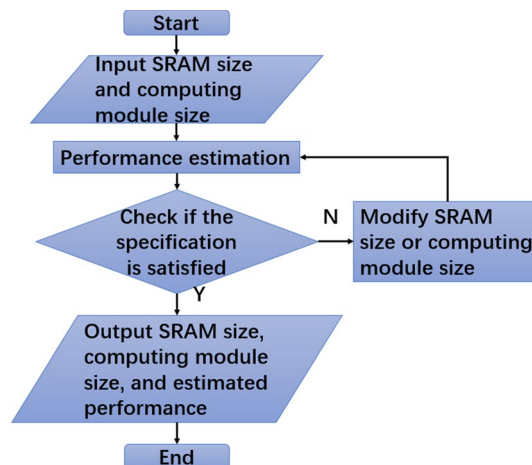 Start
Input SRAM size
and computing
module size
Performance estimation
Check if the
specification
is satisfied
N
Modify SRAM
size or computing
module size
Y
Output SRAM size,
computing module
size, and estimated
performance
End